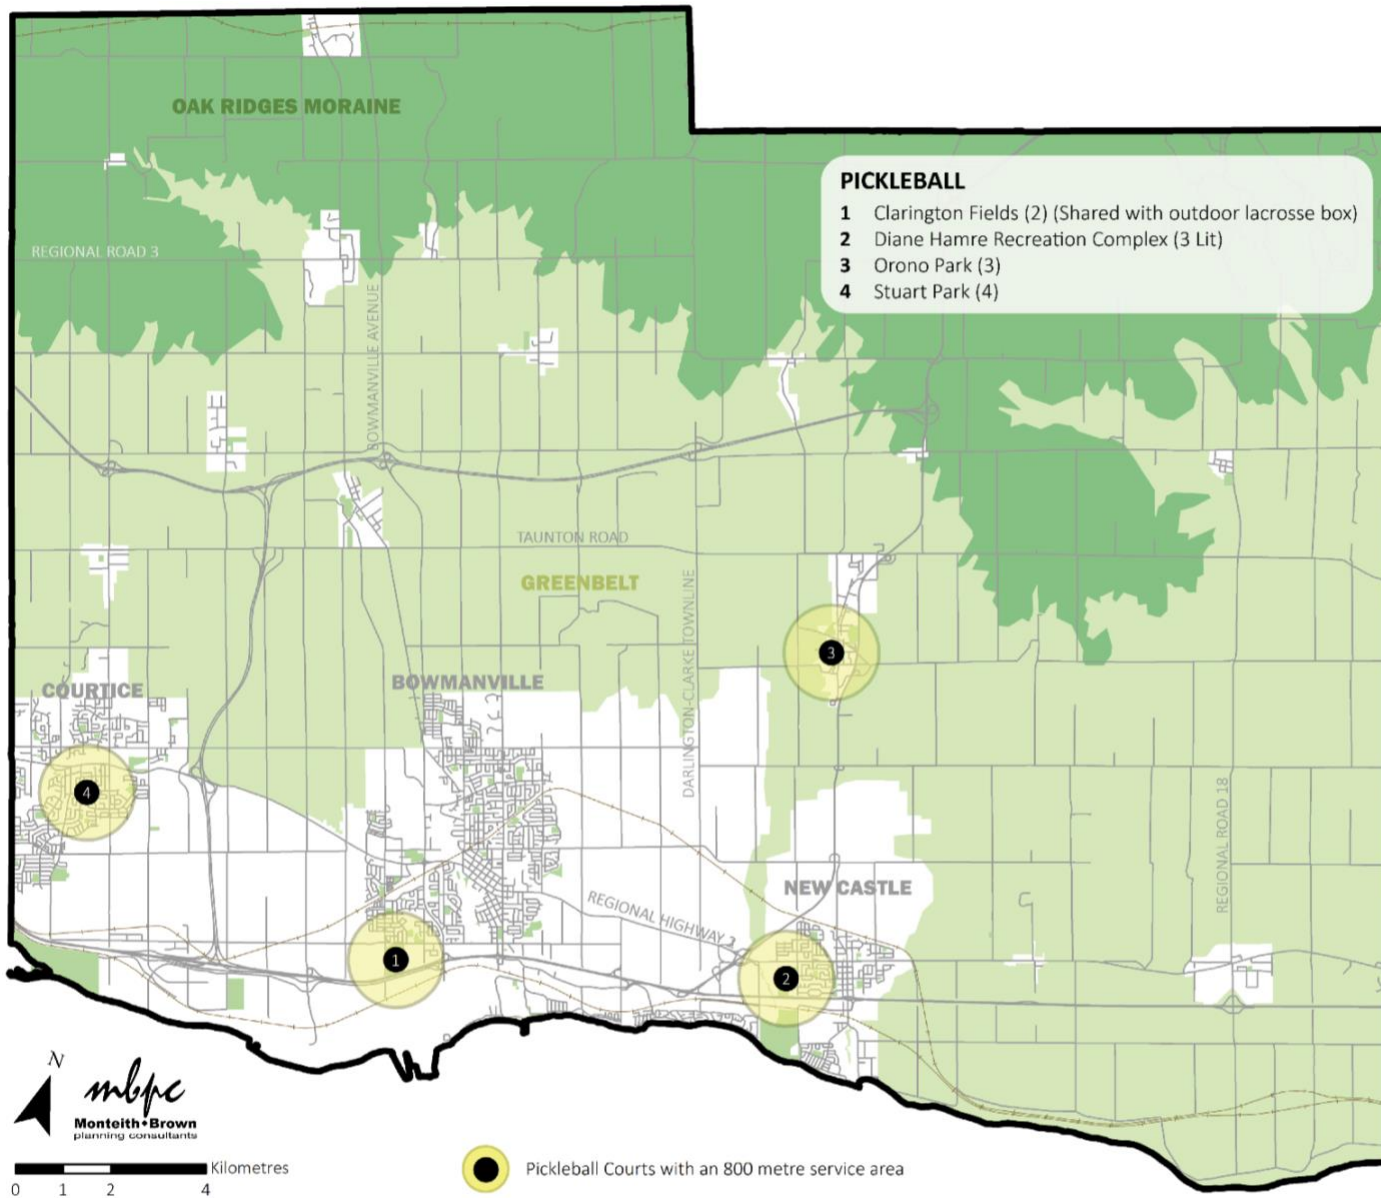 OAK RIDGES MORAINE
PICKLEBALL
1 Clarington Fields (2) (Shared with outdoor lacrosse box)
2 Diane Hamre Recreation Complex (3 Lit)
3 Orono Park (3)
4 Stuart Park (4)
REGIONAL ROAD 3
BOWMANVILLE AVENUE
TAUNTON ROAD
GREENBELT
DARLINGTON-CLARKE TOWNLINE
3
COURTICE
BOWMANVILLE
4
REGIONAL ROAD 18
NEW CASTLE
REGIONAL HIGHWAY 2
1
2
N
mbpc
Monteith•Brown
planning consultants
Kilometres
0 1 2 4
Pickleball Courts with an 800 metre service area